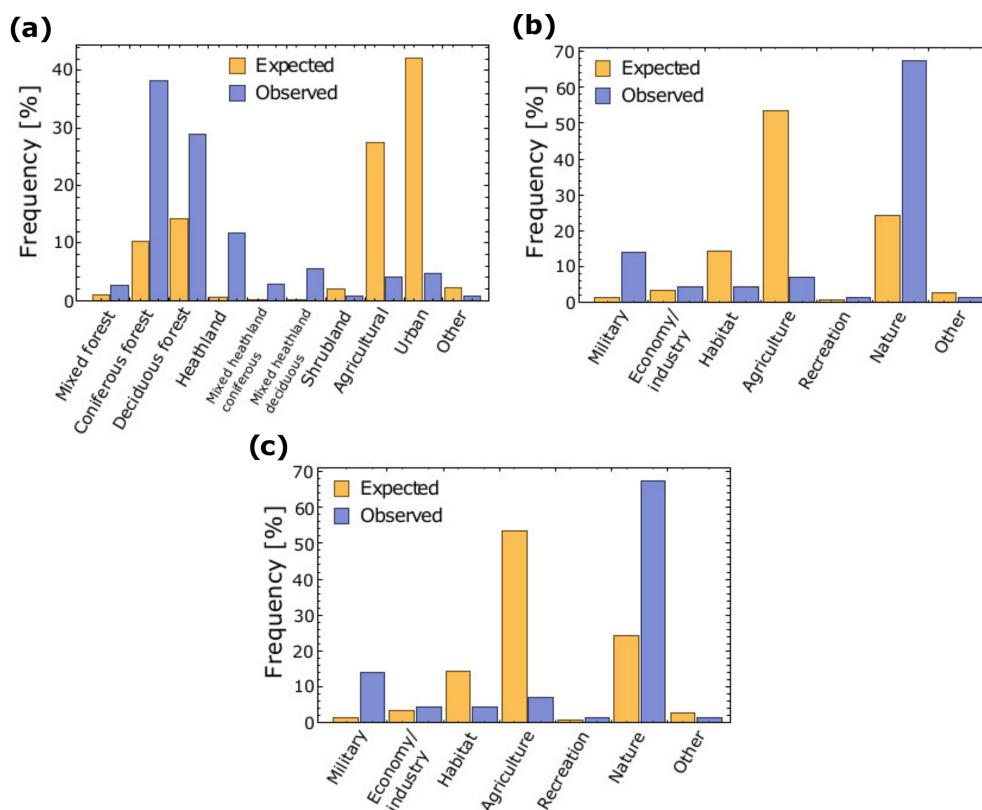 (a)
Frequency [%]
40
30
20
10
0
Expected
Observed
Mixed forest
Coniferous forest
Deciduous forest
Heathland
Mixed heathland
coniferous
Mixed heathland
deciduous
Shrubland
Agricultural
Urban
Other
(b)
Frequency [%]
70
60
50
40
30
20
10
0
Expected
Observed
Military
Economy/
industry
Habitat
Agriculture
Recreation
Nature
Other
(c)
Frequency [%]
70
60
50
40
30
20
10
0
Expected
Observed
Military
Economy/
industry
Habitat
Agriculture
Recreation
Nature
Other